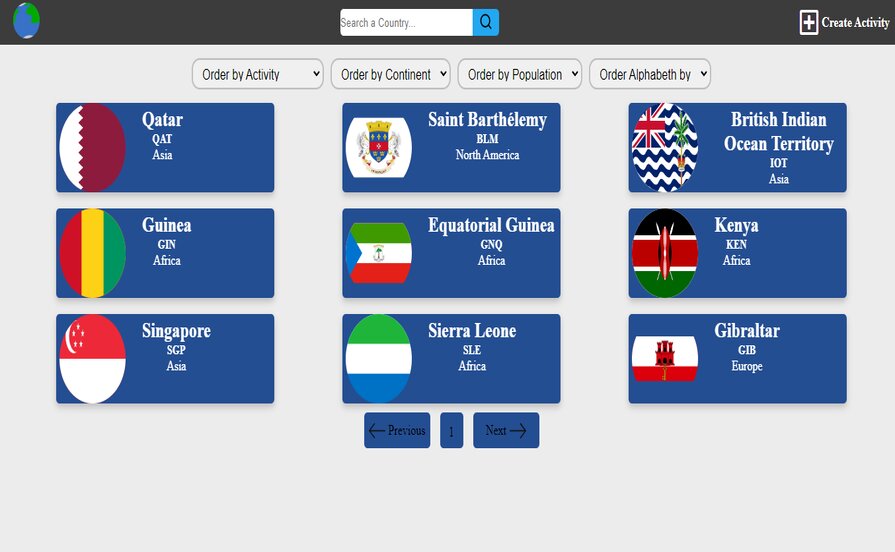 Search a Country...
Create Activity
Order by Activity
Order by Continent
Order by Population
Order Alphabeth by
Qatar
QAT
Asia
Saint Barthélemy
BLM
North America
British Indian
Ocean Territory
IOT
Asia
Guinea
GIN
Africa
Equatorial Guinea
GNQ
Africa
Kenya
KEN
Africa
Singapore
SGP
Asia
Sierra Leone
SLE
Africa
Gibraltar
GIB
Europe
Previous
1
Next